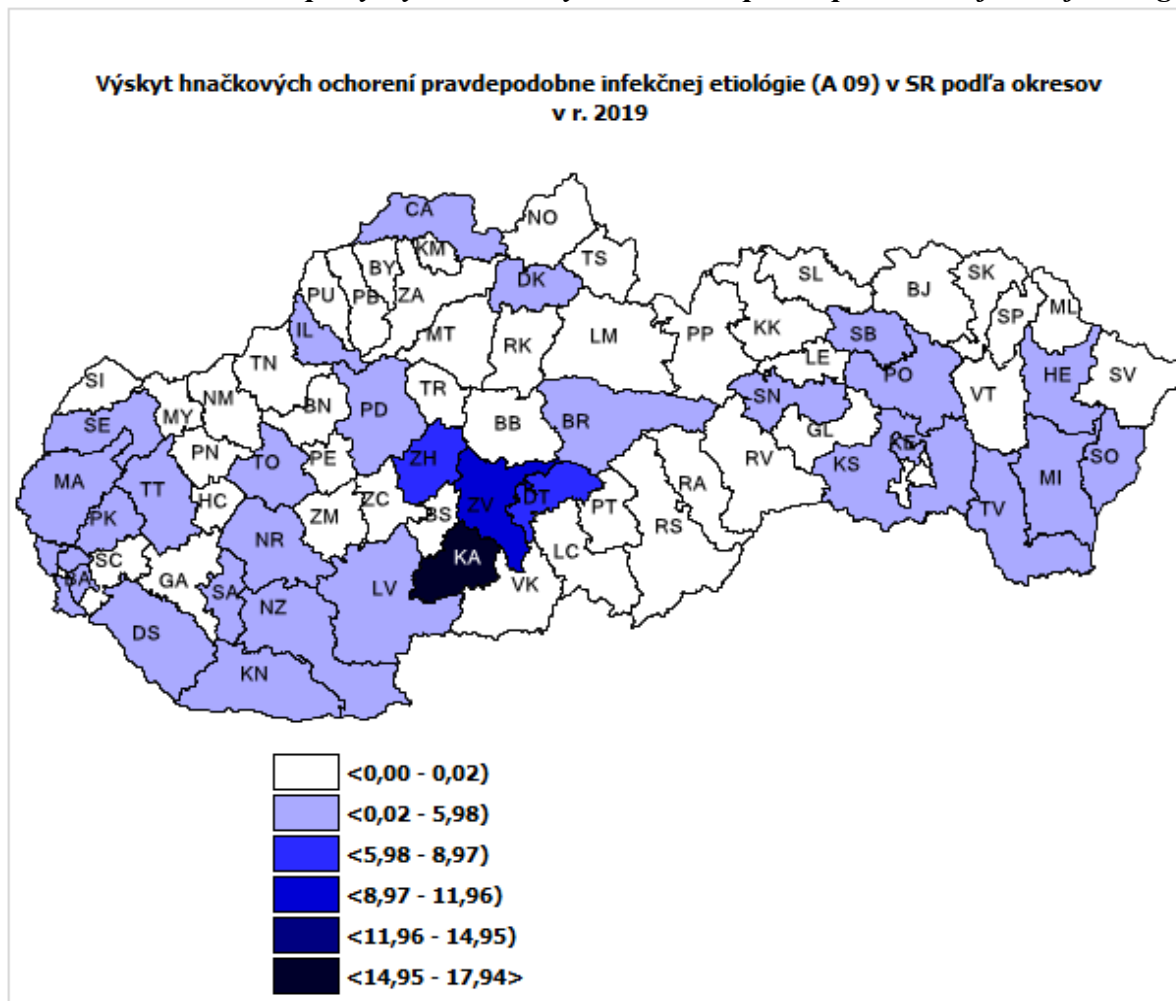 Výskyt hnačkových ochorení pravdepodobne infekčnej etiológie (A 09) v SR podľa okresov
v r. 2019
CA
NO
KM
TS
BY
DK
SL
SK
PU
PB
ZA
BJ
ML
SP
IL
MT
RK
LM
PP
KK
SB
TN
LE
SI
TR
PO
HE
SV
NM
BN
PD
SN
VT
MY
BB
BR
SE
GL
PN
PE
ZH
RV
KE
TO
KS
SO
MA
TT
HC
ZC
ZV
DT
RA
MI
PK
ZM
BS
PT
TV
RS
NR
LC
SC
KA
BA
GA
SA
LV
VK
NZ
DS
KN
<0,00 - 0,02)
<0,02 - 5,98)
<5,98 - 8,97)
<8,97 - 11,96)
<11,96 - 14,95)
<14,95 - 17,94>